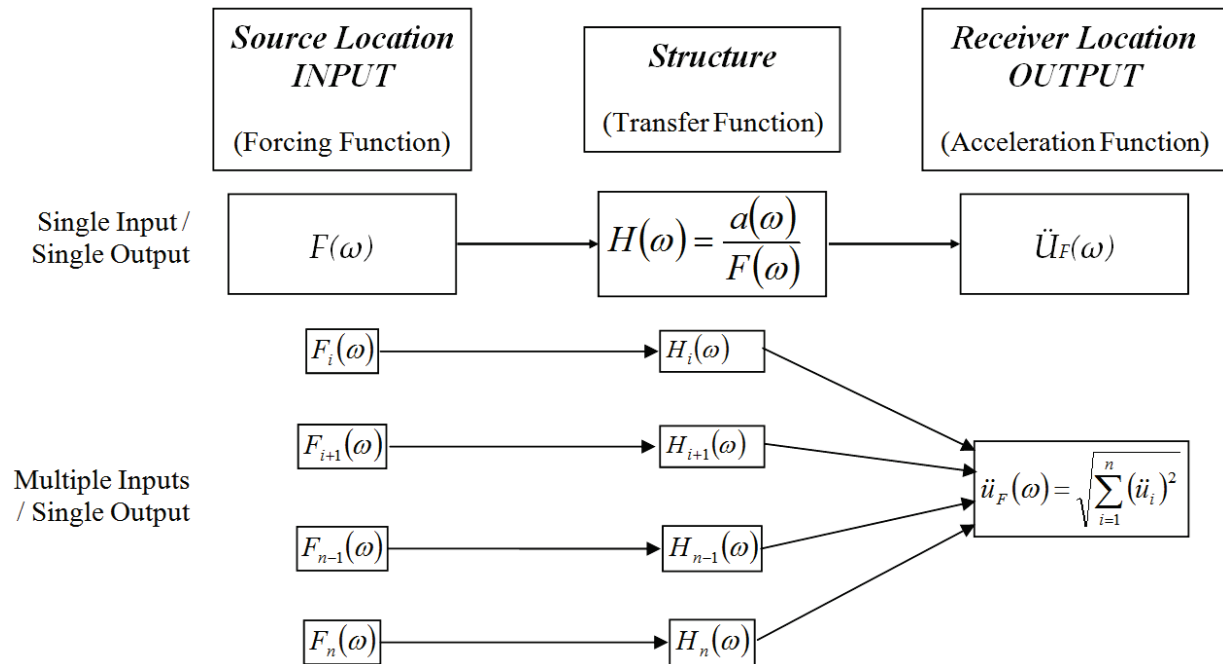 Source Location
INPUT
(Forcing Function)
Structure
(Transfer Function)
Receiver Location
OUTPUT
(Acceleration Function)
Single Input /
Single Output
F(ω)
H(ω) = a(ω) / F(ω)
Ü_F(ω)
Multiple Inputs
/ Single Output
F_i(ω)
H_i(ω)
F_{i+1}(ω)
H_{i+1}(ω)
F_{n−1}(ω)
H_{n−1}(ω)
F_n(ω)
H_n(ω)
ü_F(ω) = √(∑_{i=1}^{n} (ü_i)²)